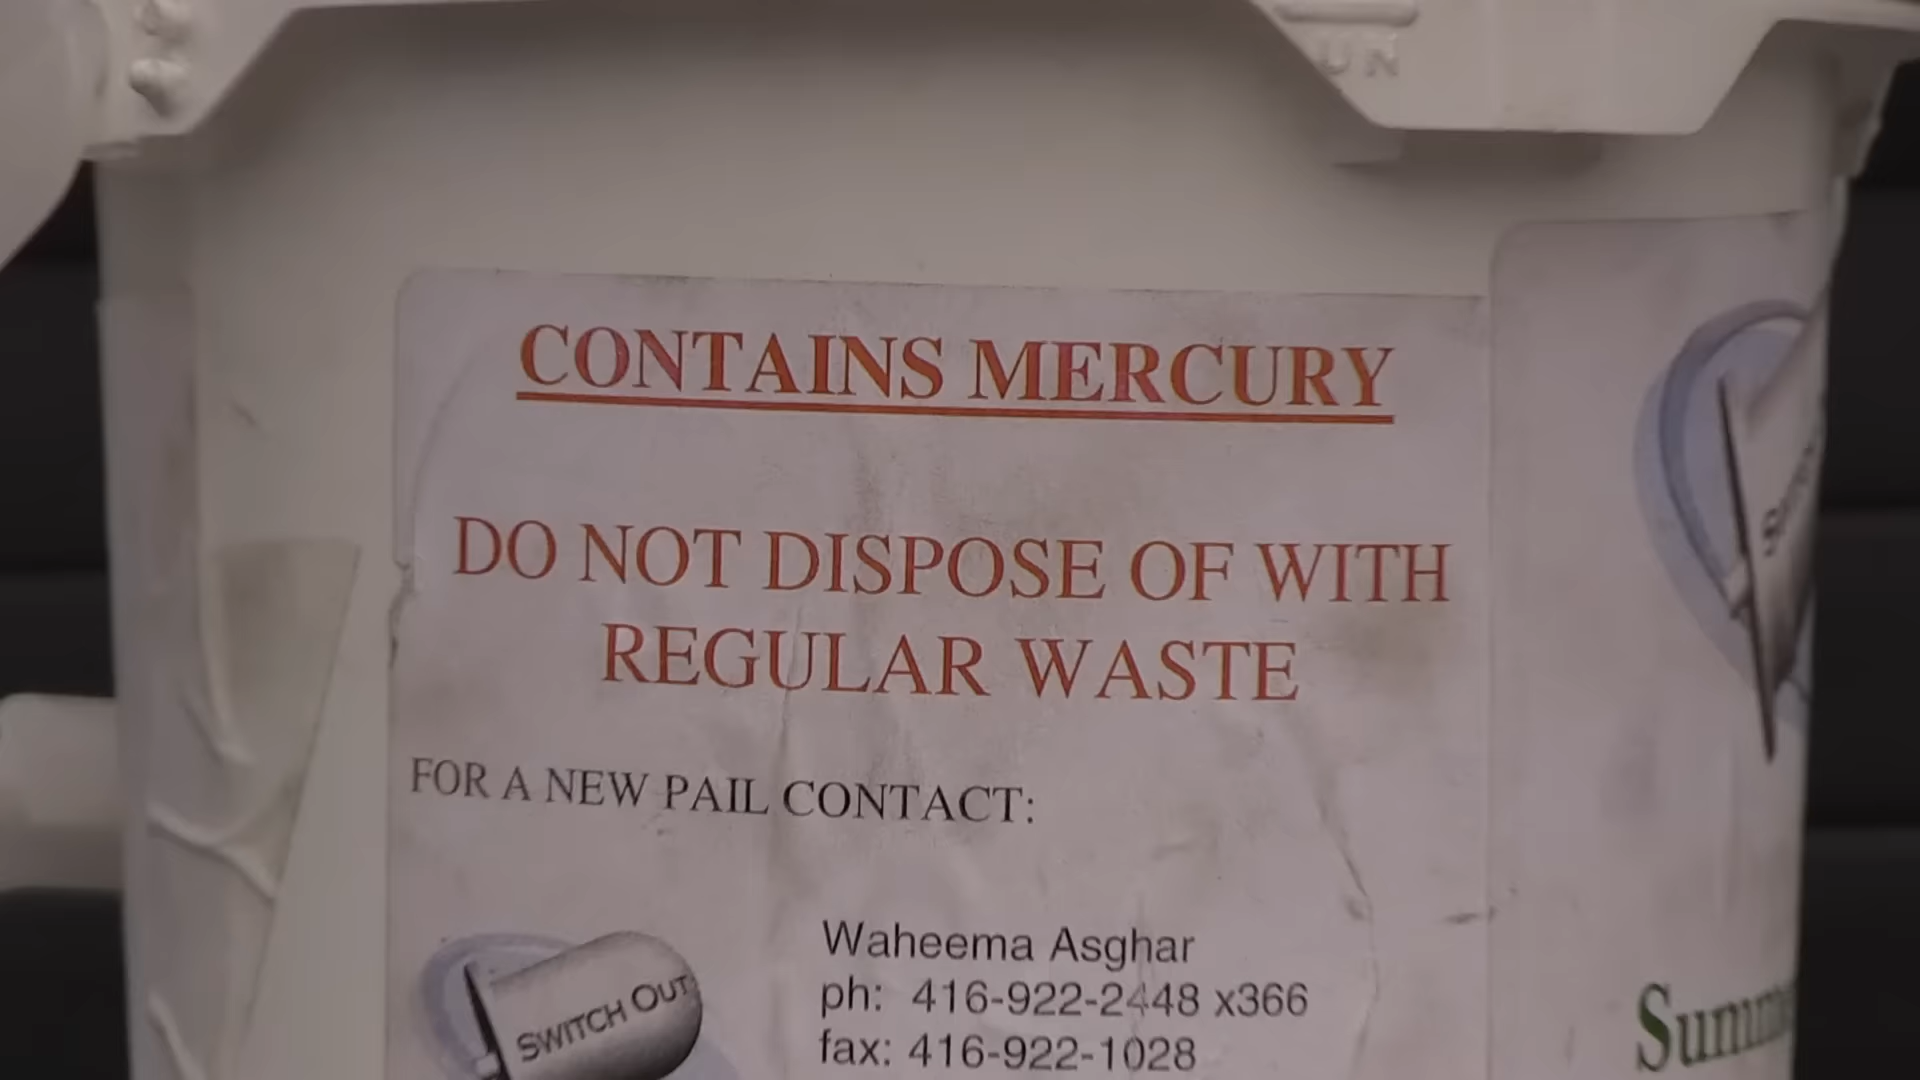 UN
CONTAINS MERCURY
DO NOT DISPOSE OF WITH
REGULAR WASTE
FOR A NEW PAIL CONTACT:
Waheema Asghar
ph: 416-922-2448 x366
fax: 416-922-1028
SWITCH OUT